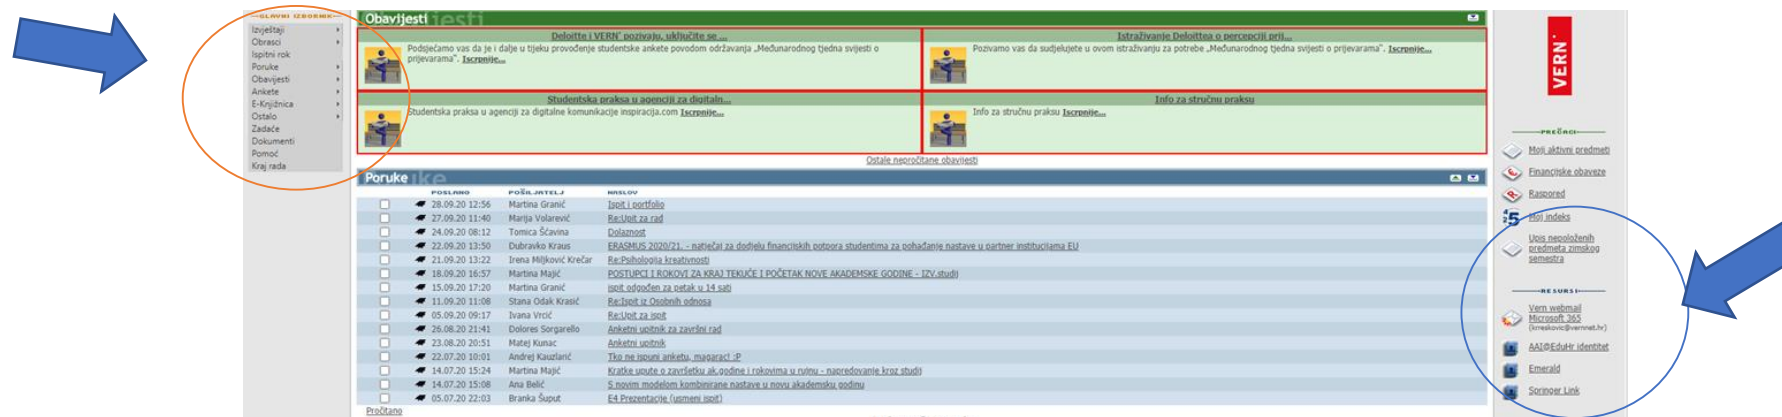 GLAVNI IZBORNIK
Izvještaji
Obrasci
Ispitni rok
Poruke
Obavijesti
Ankete
E-Knjižnica
Ostalo
Zadaće
Dokumenti
Pomoć
Kraj rada
Obavijesti
Deloitte i VERN' pozivaju, uključite se ...
Podsjećamo vas da je i dalje u tijeku provođenje studentske ankete povodom održavanja „Međunarodnog tjedna svijesti o
prijevarama". Iscrpnije...
Istraživanje Deloittea o percepciji prij...
Pozivamo vas da sudjelujete u ovom istraživanju za potrebe „Međunarodnog tjedna svijesti o prijevarama". Iscrpnije...
Studentska praksa u agenciji za digitaln...
Studentska praksa u agenciji za digitalne komunikacije inspiracija.com Iscrpnije...
Info za stručnu praksu
Info za stručnu praksu Iscrpnije...
Ostale nepročitane obavijesti
Poruke
POSLANO POŠILJATELJ NASLOV
28.09.20 12:56 Martina Granić Ispit i portfolio
27.09.20 11:40 Marija Volarević Re:Upit za rad
24.09.20 08:12 Tomica Šćavina Dolaznost
22.09.20 13:50 Dubravko Kraus ERASMUS 2020/21. - natječaj za dodjelu financijskih potpora studentima za pohađanje nastave u partner institucijama EU
21.09.20 13:22 Irena Miljković Krečar Re:Psihologija kreativnosti
18.09.20 16:57 Martina Majić POSTUPCI I ROKOVI ZA KRAJ TEKUĆE I POČETAK NOVE AKADEMSKE GODINE - IZV.studij
15.09.20 17:20 Martina Granić ispit odgođen za petak u 14 sati
11.09.20 11:08 Stana Odak Krasić Re:Ispit iz Osobnih odnosa
05.09.20 09:17 Ivana Vrcić Re:Upit za ispit
26.08.20 21:41 Dolores Sorgarello Anketni upitnik za završni rad
23.08.20 20:51 Matej Kunac Anketni upitnik
22.07.20 10:01 Andrej Kauzlarić Tko ne ispuni anketu, magarac! :P
14.07.20 15:24 Martina Majić Kratke upute o završetku ak.godine i rokovima u rujnu - napredovanje kroz studij
14.07.20 15:08 Ana Belić S novim modelom kombinirane nastave u novu akademsku godinu
05.07.20 22:03 Branka Šuput E4 Prezentacije (usmeni ispit)
Pročitano
VERN'
PREČACI
Moji aktivni predmeti
Financijske obaveze
Raspored
Moj indeks
Upis nepoloženih
predmeta zimskog
semestra
RESURSI
Vern webmail
Microsoft 365
(krreskovic@vernnet.hr)
AAI@EduHr identitet
Emerald
Springer Link